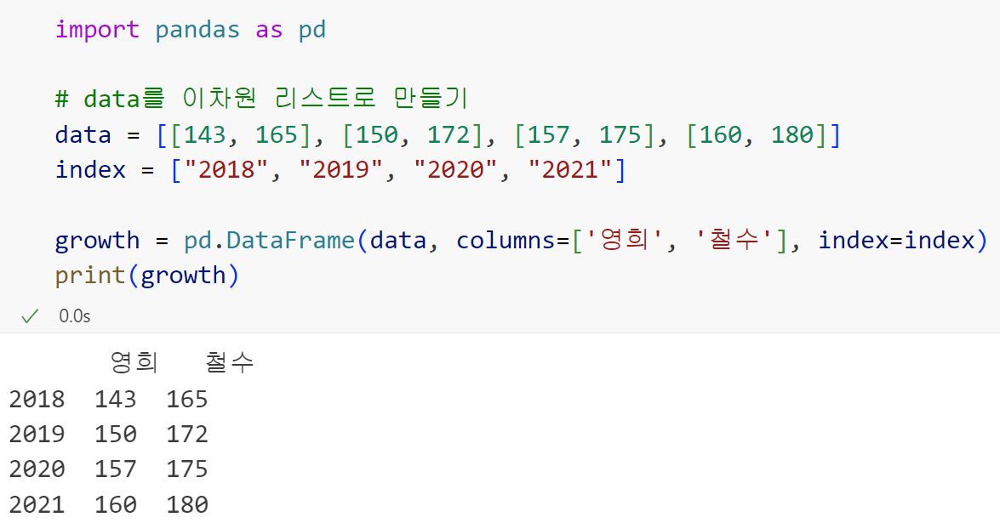 import pandas as pd
# data를 이차원 리스트로 만들기
data = [[143, 165], [150, 172], [157, 175], [160, 180]]
index = ["2018", "2019", "2020", "2021"]
growth = pd.DataFrame(data, columns=['영희', '철수'], index=index)
print(growth)
0.0s
영희 철수
2018 143 165
2019 150 172
2020 157 175
2021 160 180